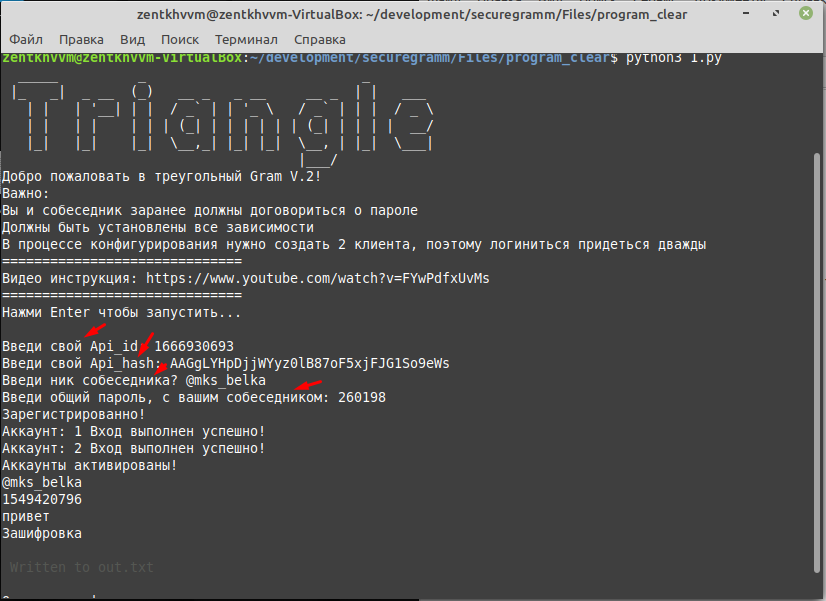 zentkhvvm@zentkhvvm-VirtualBox: ~/development/securegramm/Files/program_clear
Файл Правка Вид Поиск Терминал Справка
zentkhvvm@zentkhvvm-VirtualBox:~/development/securegramm/Files/program_clear$ python3 1.py
Triangle
Добро пожаловать в треугольный Gram V.2!
Важно:
Вы и собеседник заранее должны договориться о пароле
Должны быть установлены все зависимости
В процессе конфигурирования нужно создать 2 клиента, поэтому логиниться придеться дважды
==============================
Видео инструкция: https://www.youtube.com/watch?v=FYwPdfxUvMs
==============================
Нажми Enter чтобы запустить...
Введи свой Api_id: 1666930693
Введи свой Api_hash: AAGgLYHpDjjWYyz0lB87oF5xjFJG1So9eWs
Введи ник собеседника? @mks_belka
Введи общий пароль, с вашим собеседником: 260198
Зарегистрированно!
Аккаунт: 1 Вход выполнен успешно!
Аккаунт: 2 Вход выполнен успешно!
Аккаунты активированы!
@mks_belka
1549420796
привет
Зашифровка
Written to out.txt